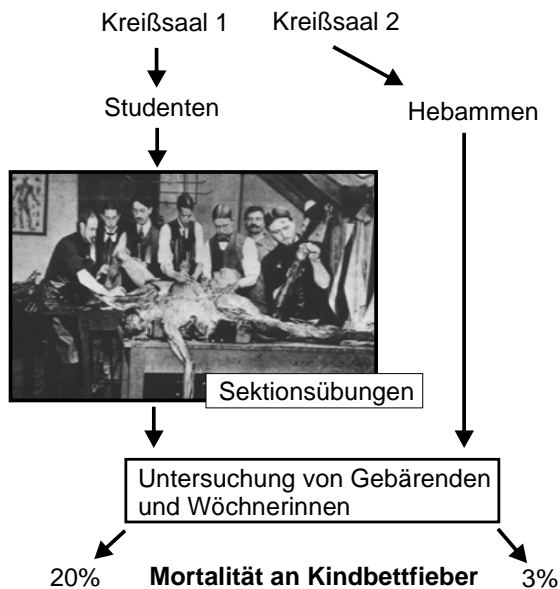 Kreißsaal 1
Kreißsaal 2
Studenten
Hebammen
Sektionsübungen
Untersuchung von Gebärenden
und Wöchnerinnen
20%
Mortalität an Kindbettfieber
3%